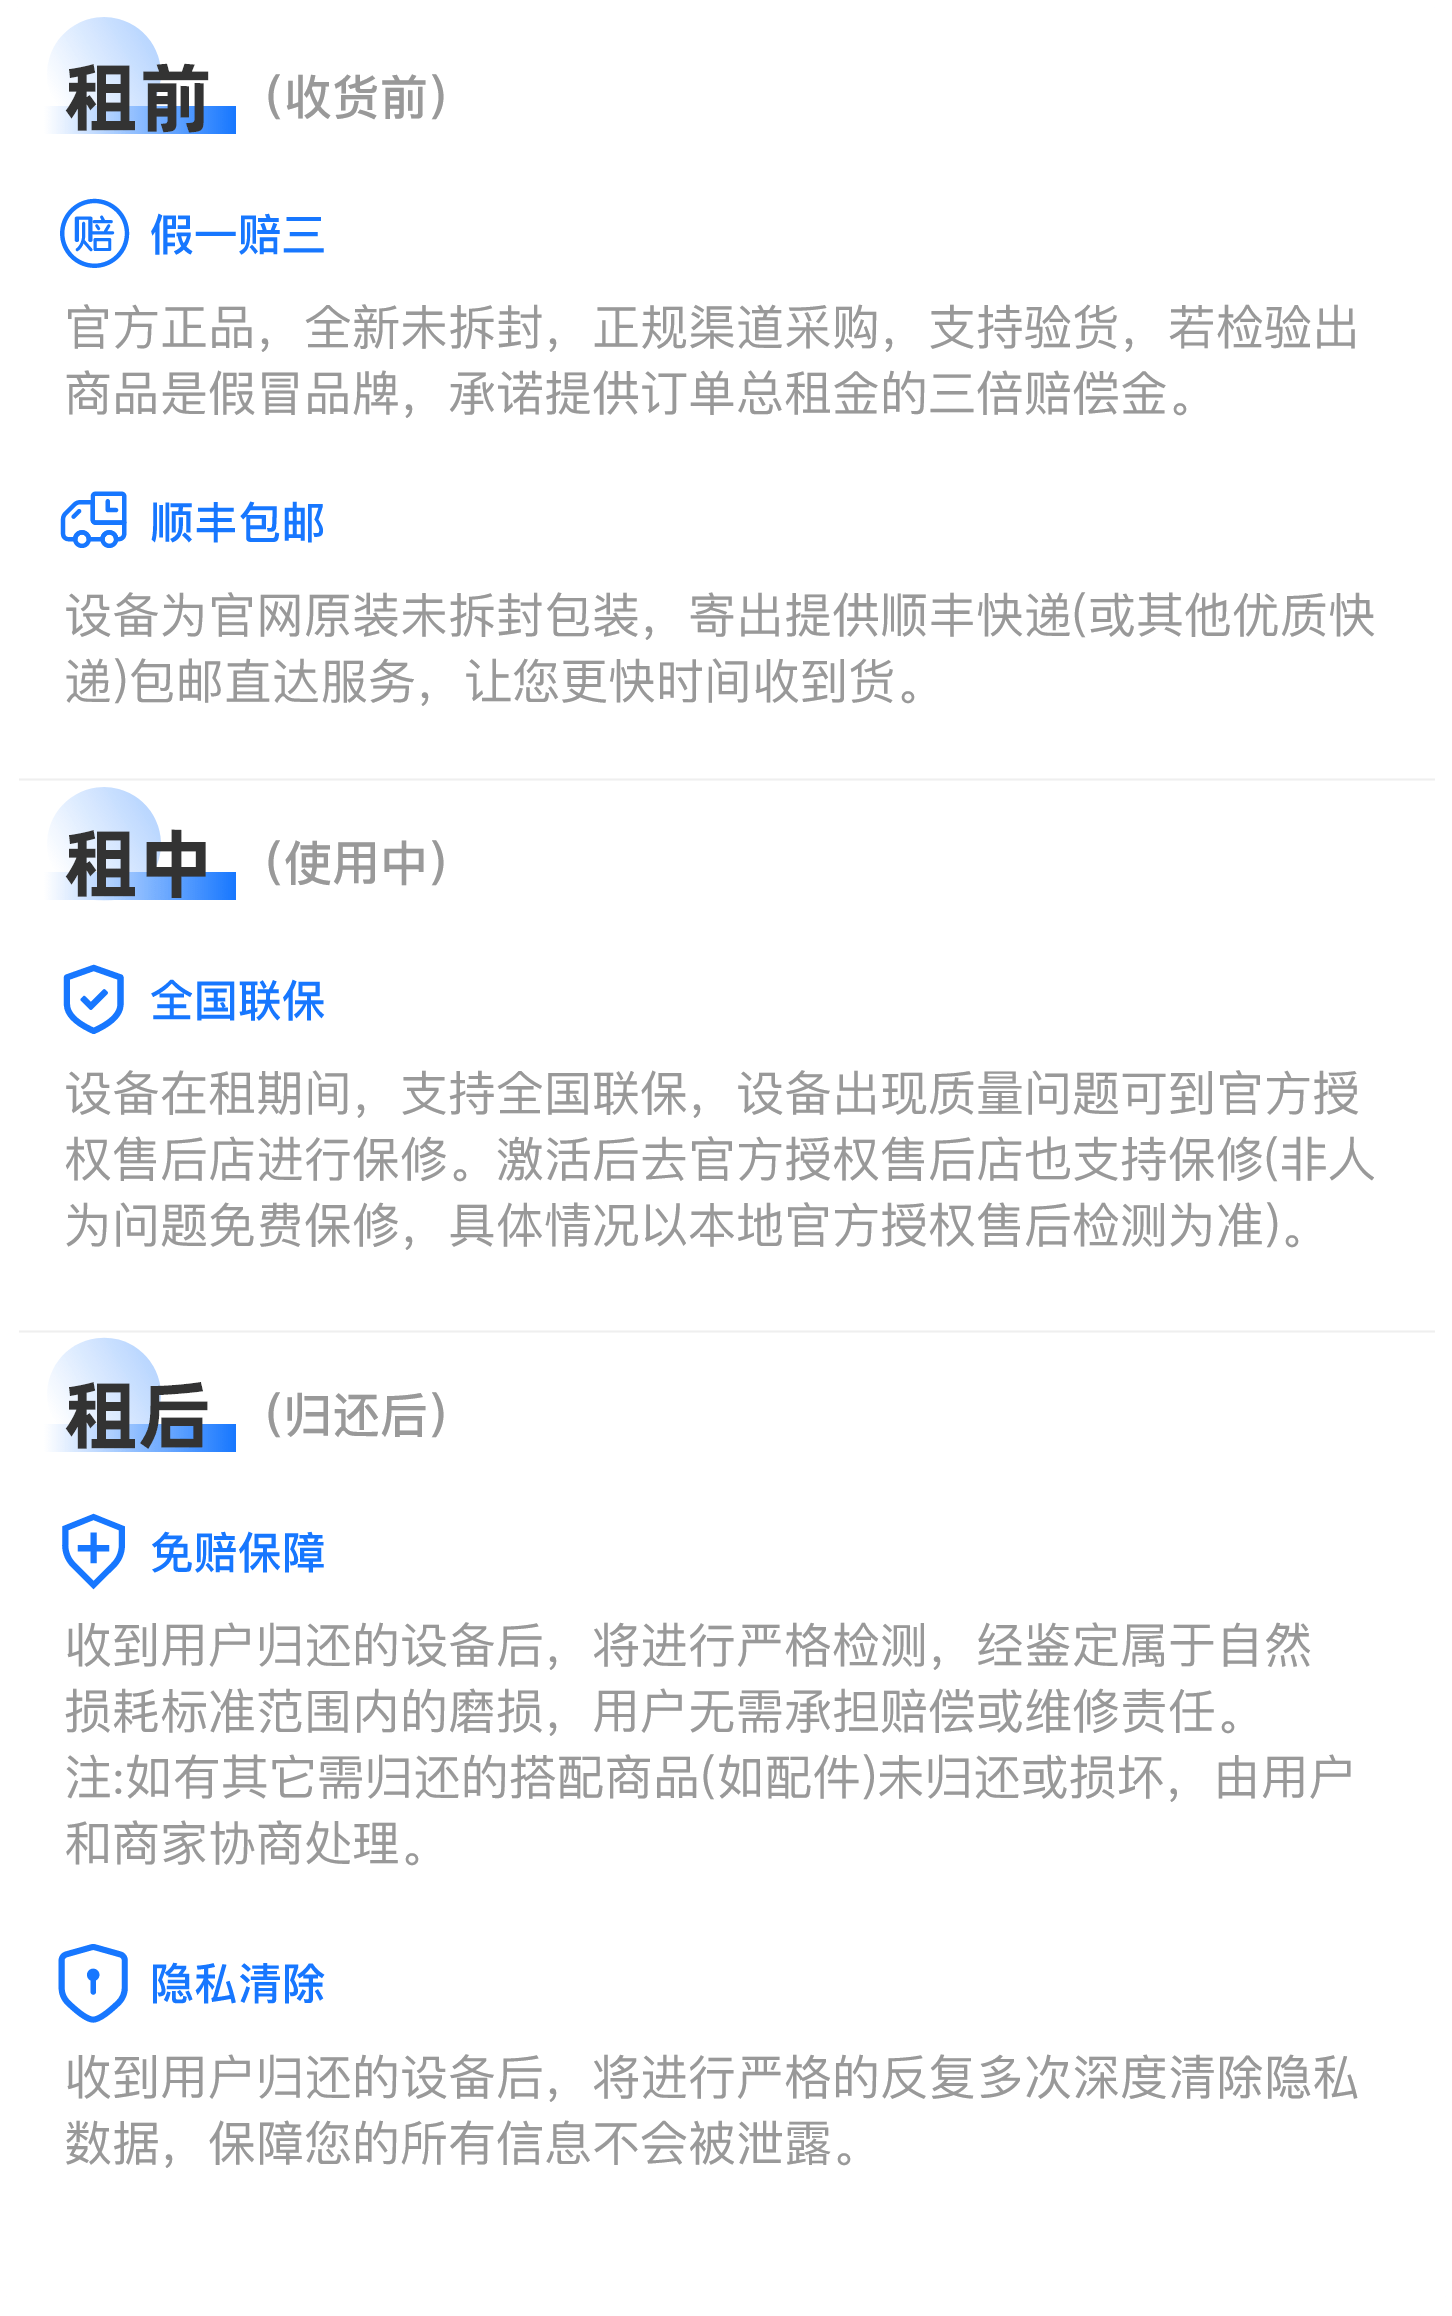 租前 (收货前)
赔 假一赔三
官方正品，全新未拆封，正规渠道采购，支持验货，若检验出
商品是假冒品牌，承诺提供订单总租金的三倍赔偿金。
顺丰包邮
设备为官网原装未拆封包装，寄出提供顺丰快递(或其他优质快
递)包邮直达服务，让您更快时间收到货。
租中 (使用中)
全国联保
设备在租期间，支持全国联保，设备出现质量问题可到官方授
权售后店进行保修。激活后去官方授权售后店也支持保修(非人
为问题免费保修，具体情况以本地官方授权售后检测为准)。
租后 (归还后)
免赔保障
收到用户归还的设备后，将进行严格检测，经鉴定属于自然
损耗标准范围内的磨损，用户无需承担赔偿或维修责任。
注:如有其它需归还的搭配商品(如配件)未归还或损坏，由用户
和商家协商处理。
隐私清除
收到用户归还的设备后，将进行严格的反复多次深度清除隐私
数据，保障您的所有信息不会被泄露。